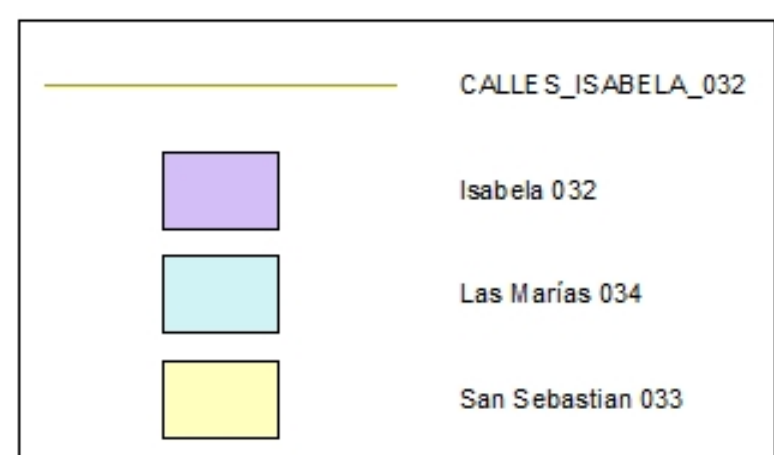 CALLES_ISABELA_032
Isabela 032
Las Marías 034
San Sebastian 033